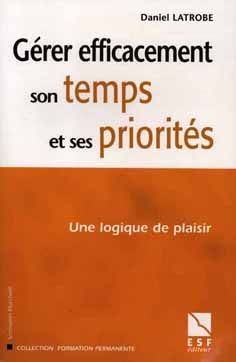 Daniel LATROBE
Gérer efficacement
son temps
et ses priorités
Une logique de plaisir
COLLECTION FORMATION PERMANENTE
ESF
éditeur